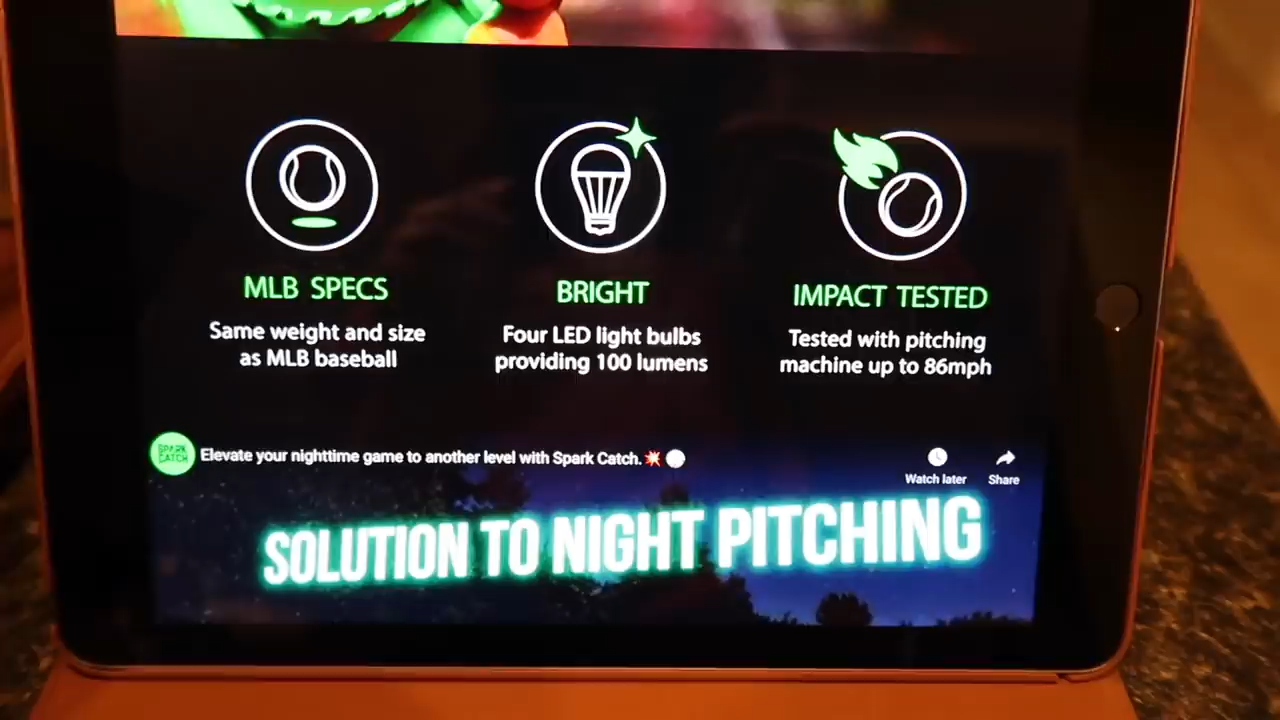 MLB SPECS
Same weight and size
as MLB baseball
BRIGHT
Four LED light bulbs
providing 100 lumens
IMPACT TESTED
Tested with pitching
machine up to 86mph
SPARK
CATCH
Elevate your nighttime game to another level with Spark Catch.
Watch later
Share
SOLUTION TO NIGHT PITCHING